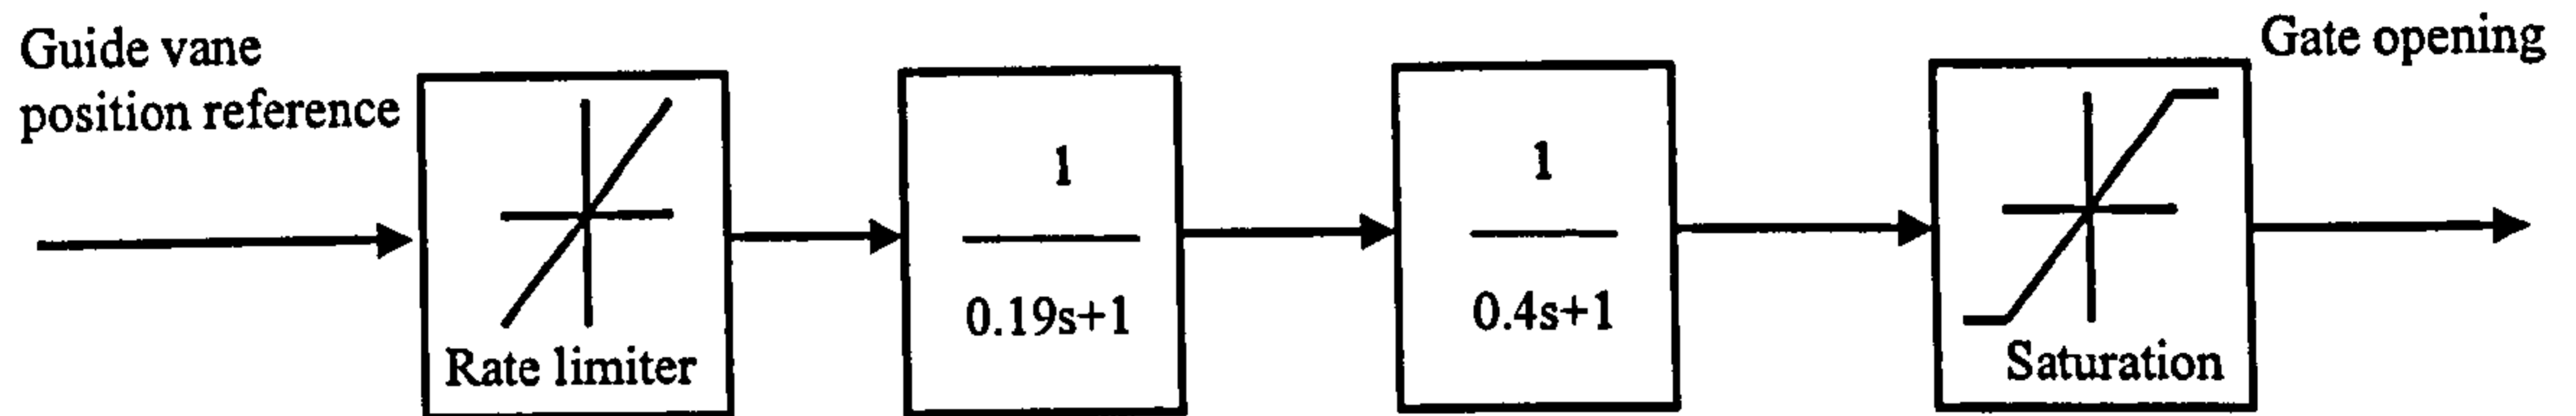 Guide vane
position reference
Rate limiter
1
0.19s+1
1
0.4s+1
Saturation
Gate opening